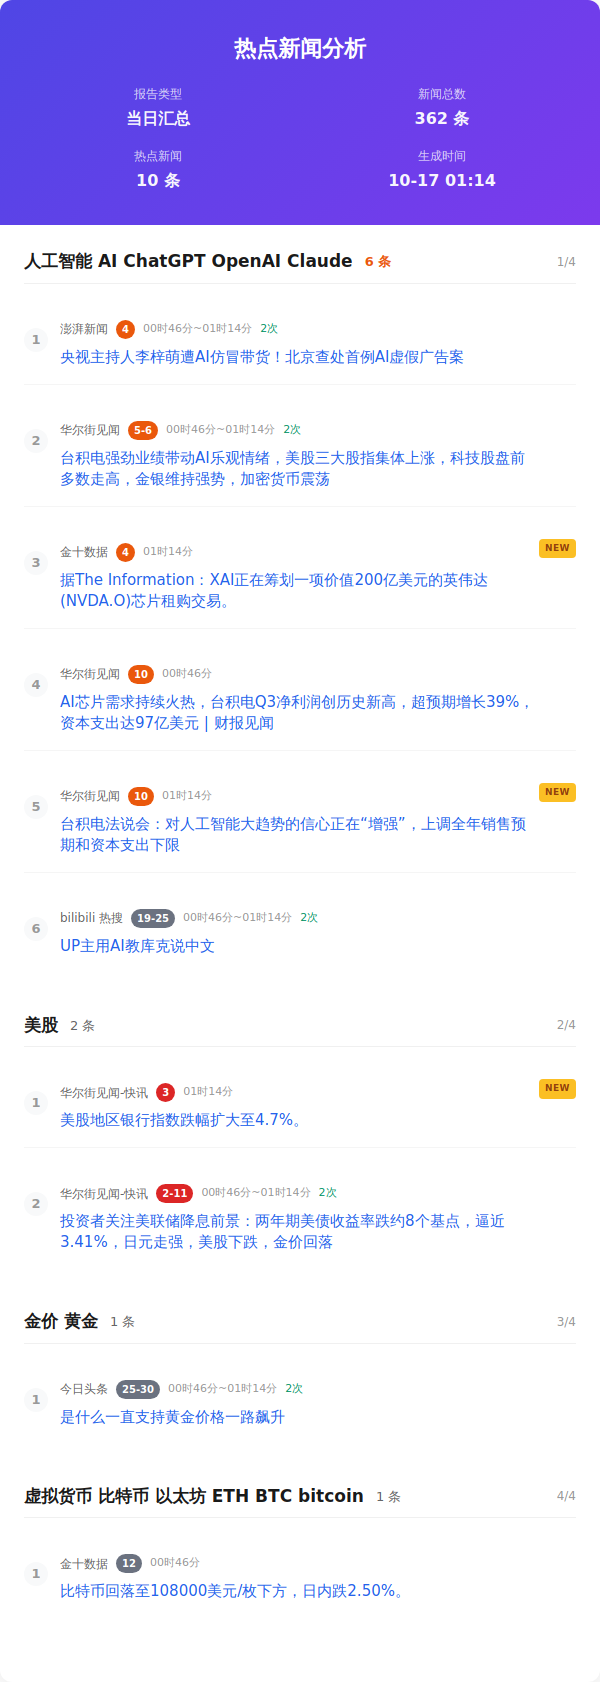 热点新闻分析
报告类型
新闻总数
当日汇总
362 条
热点新闻
生成时间
10 条
10-17 01:14
人工智能 AI ChatGPT OpenAI Claude 6 条 1/4
1 澎湃新闻 4 00时46分~01时14分 2次
央视主持人李梓萌遭AI仿冒带货！北京查处首例AI虚假广告案
2 华尔街见闻 5-6 00时46分~01时14分 2次
台积电强劲业绩带动AI乐观情绪，美股三大股指集体上涨，科技股盘前
多数走高，金银维持强势，加密货币震荡
3 金十数据 4 01时14分 NEW
据The Information：XAI正在筹划一项价值200亿美元的英伟达
(NVDA.O)芯片租购交易。
4 华尔街见闻 10 00时46分
AI芯片需求持续火热，台积电Q3净利润创历史新高，超预期增长39%，
资本支出达97亿美元 | 财报见闻
5 华尔街见闻 10 01时14分 NEW
台积电法说会：对人工智能大趋势的信心正在“增强”，上调全年销售预
期和资本支出下限
6 bilibili 热搜 19-25 00时46分~01时14分 2次
UP主用AI教库克说中文
美股 2 条 2/4
1 华尔街见闻-快讯 3 01时14分 NEW
美股地区银行指数跌幅扩大至4.7%。
2 华尔街见闻-快讯 2-11 00时46分~01时14分 2次
投资者关注美联储降息前景：两年期美债收益率跌约8个基点，逼近
3.41%，日元走强，美股下跌，金价回落
金价 黄金 1 条 3/4
1 今日头条 25-30 00时46分~01时14分 2次
是什么一直支持黄金价格一路飙升
虚拟货币 比特币 以太坊 ETH BTC bitcoin 1 条 4/4
1 金十数据 12 00时46分
比特币回落至108000美元/枚下方，日内跌2.50%。